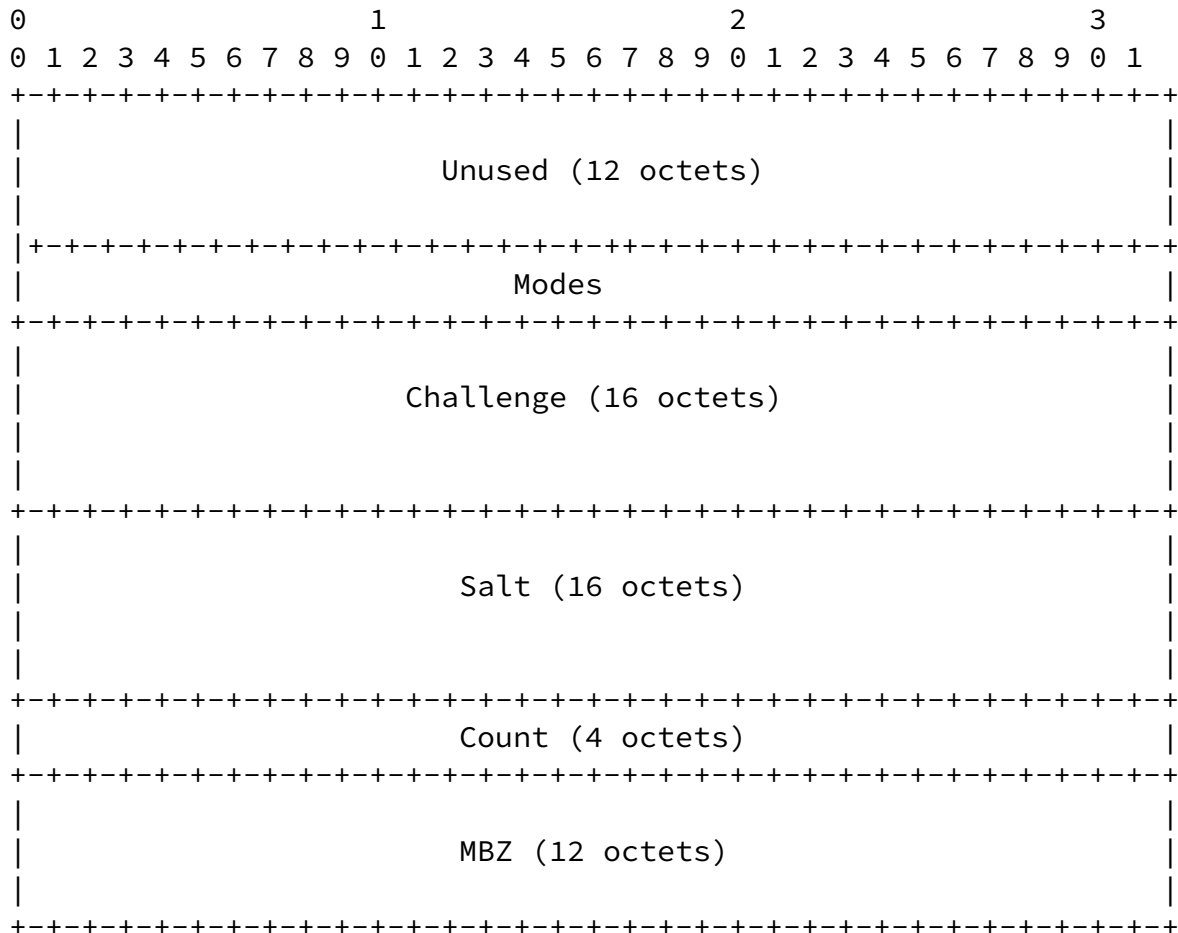 0                   1                   2                   3
0 1 2 3 4 5 6 7 8 9 0 1 2 3 4 5 6 7 8 9 0 1 2 3 4 5 6 7 8 9 0 1
+-+-+-+-+-+-+-+-+-+-+-+-+-+-+-+-+-+-+-+-+-+-+-+-+-+-+-+-+-+-+-+-+
|                                                               |
|                       Unused (12 octets)                      |
|                                                               |
|+-+-+-+-+-+-+-+-+-+-+-+-+-+-+-+-++-+-+-+-+-+-+-+-+-+-+-+-+-+-+-+
|                           Modes                               |
+-+-+-+-+-+-+-+-+-+-+-+-+-+-+-+-+-+-+-+-+-+-+-+-+-+-+-+-+-+-+-+-+
|                                                               |
|                     Challenge (16 octets)                     |
|                                                               |
|                                                               |
+-+-+-+-+-+-+-+-+-+-+-+-+-+-+-+-+-+-+-+-+-+-+-+-+-+-+-+-+-+-+-+-+
|                                                               |
|                        Salt (16 octets)                       |
|                                                               |
|                                                               |
+-+-+-+-+-+-+-+-+-+-+-+-+-+-+-+-+-+-+-+-+-+-+-+-+-+-+-+-+-+-+-+-+
|                        Count (4 octets)                       |
+-+-+-+-+-+-+-+-+-+-+-+-+-+-+-+-+-+-+-+-+-+-+-+-+-+-+-+-+-+-+-+-+
|                                                               |
|                        MBZ (12 octets)                        |
|                                                               |
+-+-+-+-+-+-+-+-+-+-+-+-+-+-+-+-+-+-+-+-+-+-+-+-+-+-+-+-+-+-+-+-+